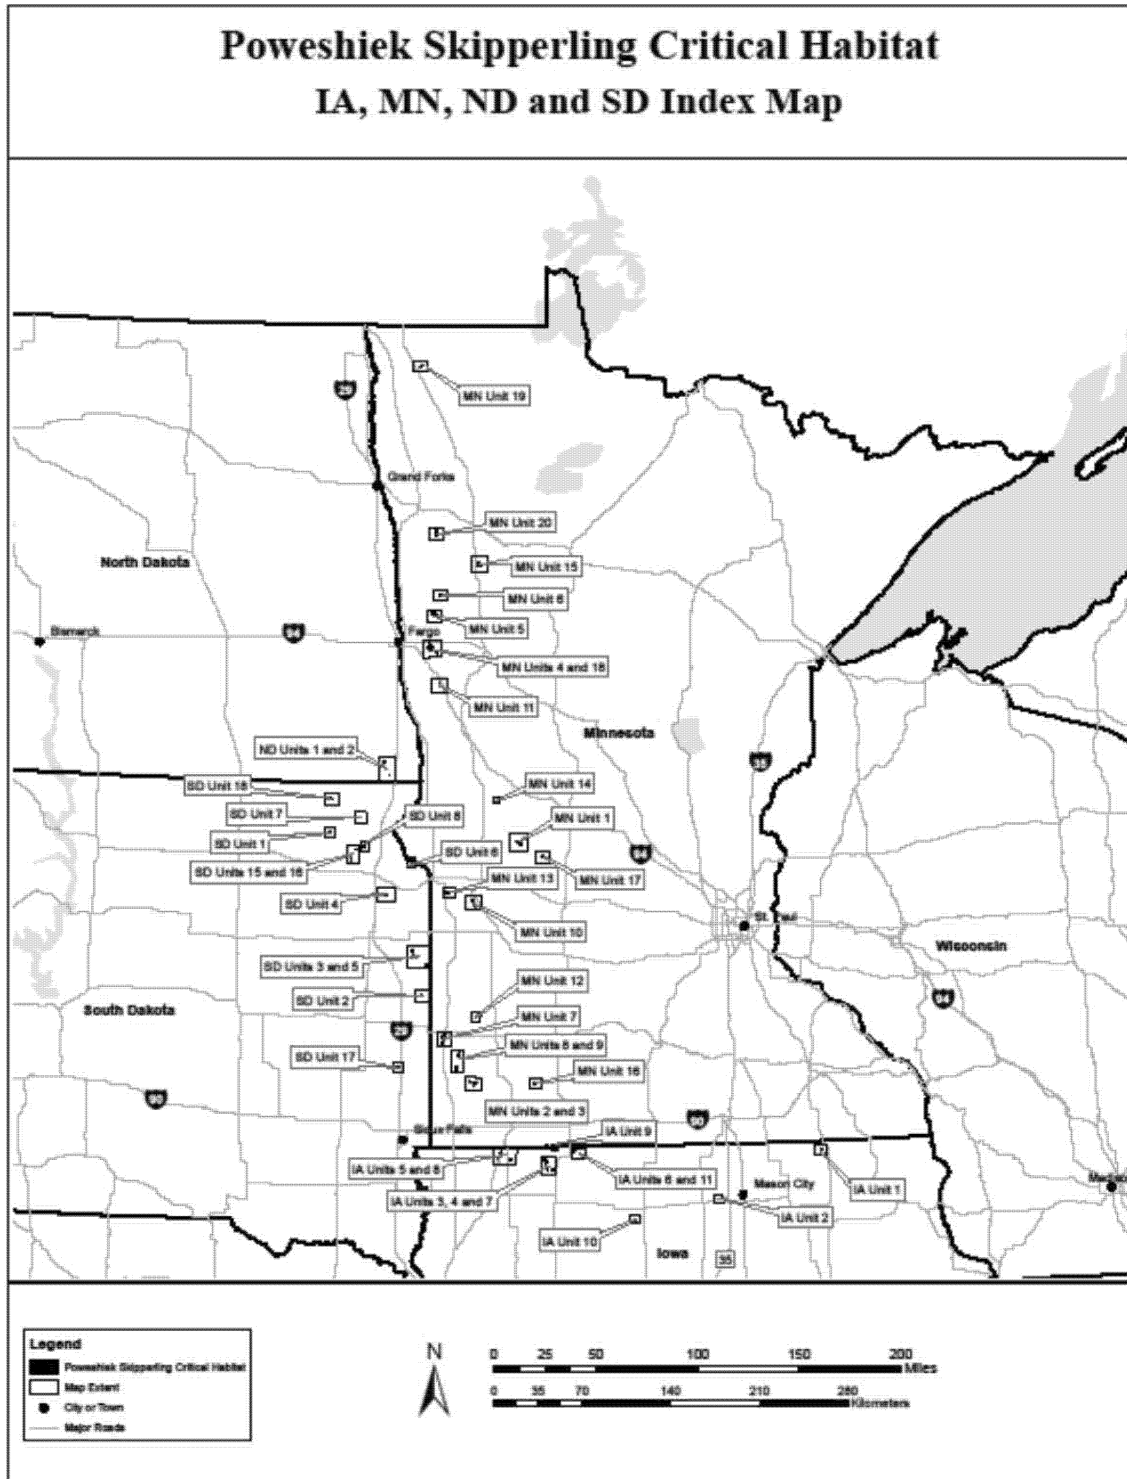 Poweshiek Skipperling Critical Habitat
IA, MN, ND and SD Index Map
29
MN Unit 19
Grand Forks
MN Unit 20
North Dakota
MN Unit 15
MN Unit 6
Bismarck
94
Fargo
MN Unit 5
MN Units 4 and 18
MN Unit 11
Minnesota
ND Units 1 and 2
35
SD Unit 18
MN Unit 14
SD Unit 7
SD Unit 8
MN Unit 1
SD Unit 1
SD Unit 6
94
SD Units 15 and 16
MN Unit 13
MN Unit 17
SD Unit 4
St. Paul
MN Unit 10
Wisconsin
SD Units 3 and 5
MN Unit 12
SD Unit 2
94
South Dakota
MN Unit 7
29
MN Units 8 and 9
SD Unit 17
MN Unit 16
90
MN Units 2 and 3
90
Sioux Falls
IA Unit 9
IA Units 5 and 8
IA Units 6 and 11
Mason City
IA Unit 1
IA Units 3, 4 and 7
IA Unit 2
IA Unit 10
Iowa
35
Legend
Poweshiek Skipperling Critical Habitat
Map Extent
City or Town
Major Roads
N
0 25 50 100 150 200
Miles
0 35 70 140 210 280
Kilometers